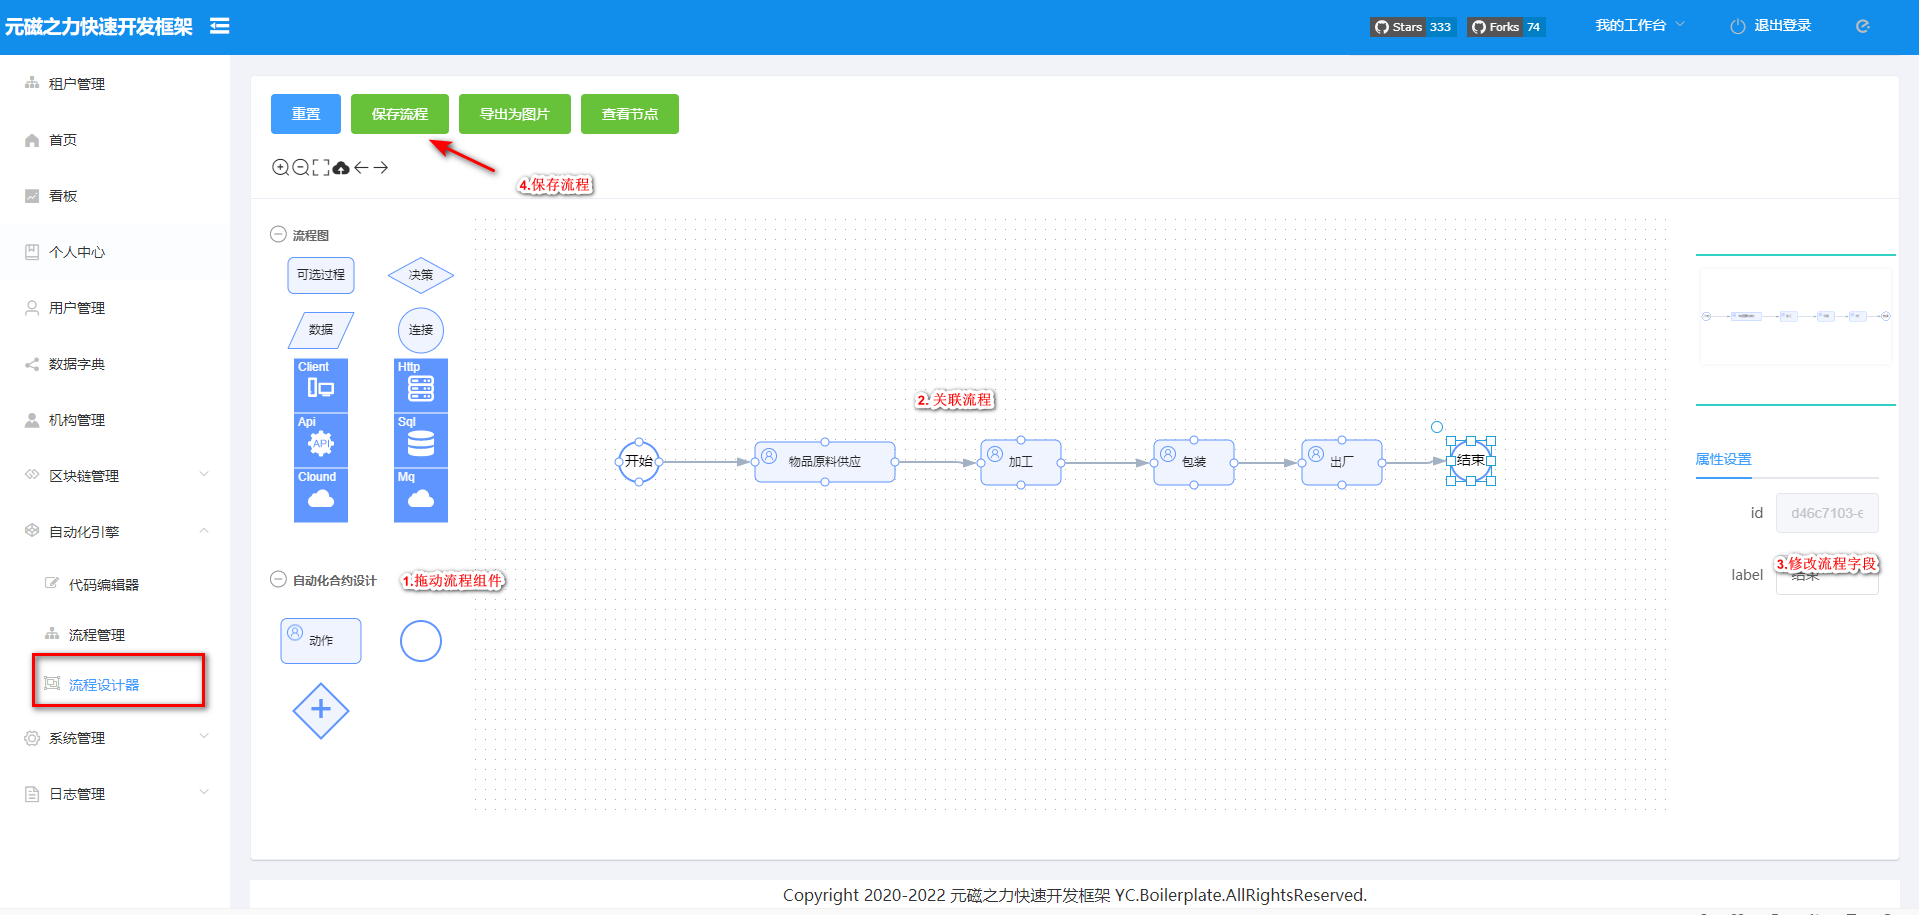 元磁之力快速开发框架
Stars 333
Forks 74
我的工作台
退出登录
租户管理
首页
看板
个人中心
用户管理
数据字典
机构管理
区块链管理
自动化引擎
代码编辑器
流程管理
流程设计器
系统管理
日志管理
重置
保存流程
导出为图片
查看节点
4.保存流程
流程图
可选过程
决策
数据
连接
Client
Http
Api
API
Sql
Clound
Mq
自动化合约设计
1.拖动流程组件
动作
2. 关联流程
开始
物品原料供应
加工
包装
出厂
结束
属性设置
id
d46c7103-e
3.修改流程字段
label
结束
Copyright 2020-2022 元磁之力快速开发框架 YC.Boilerplate.AllRightsReserved.